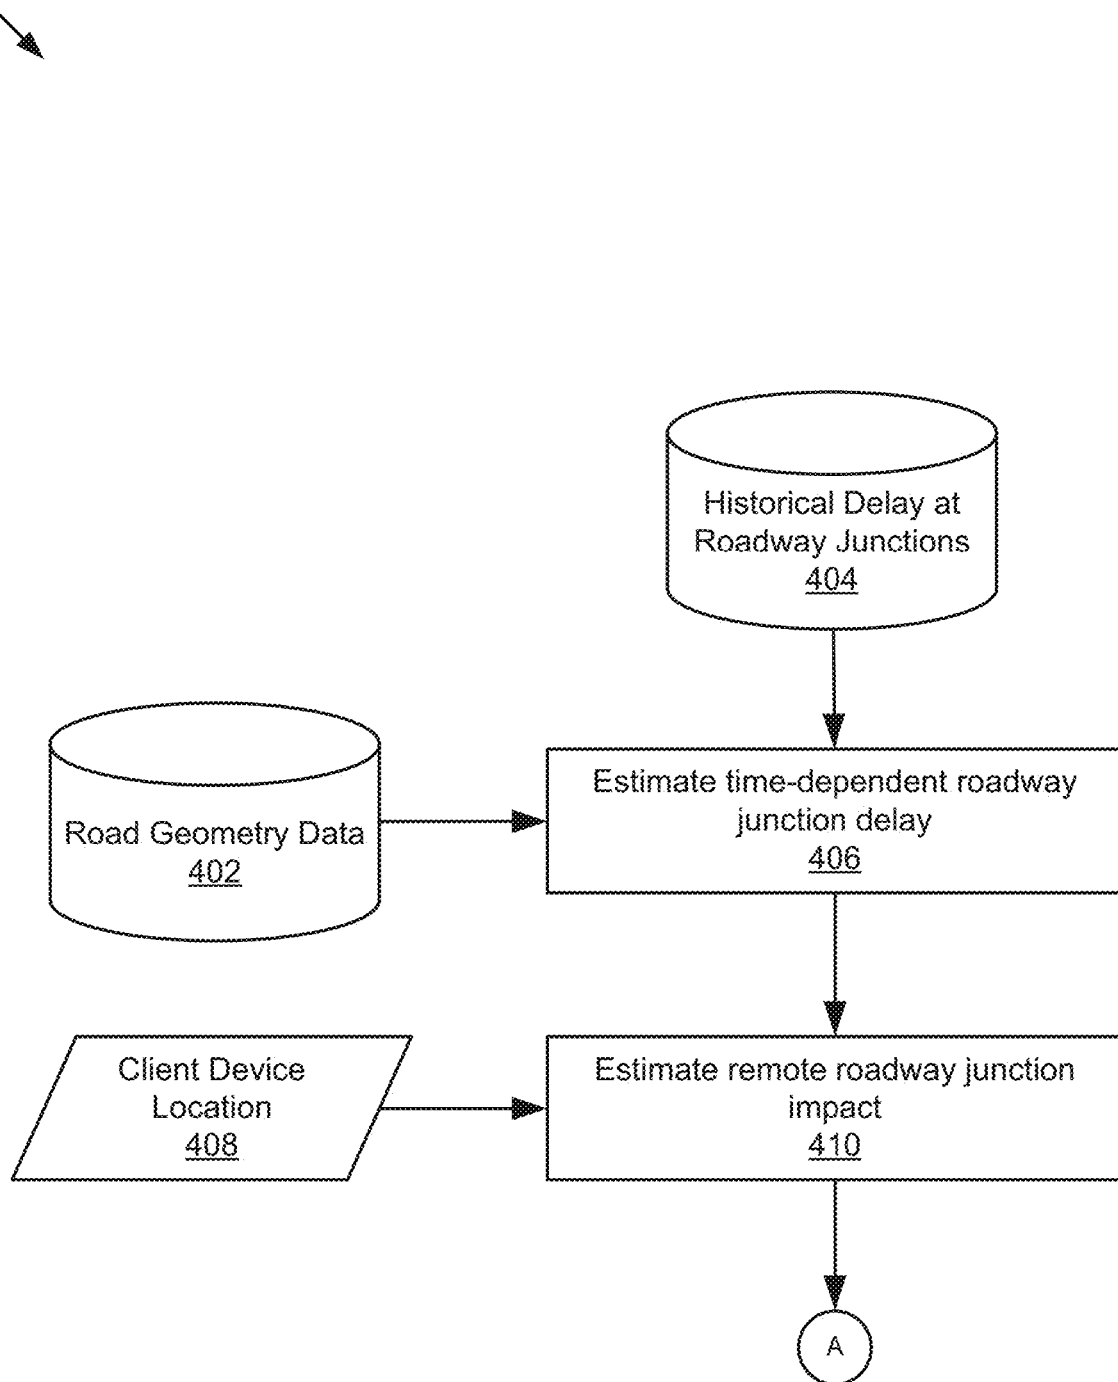 Historical Delay at
Roadway Junctions
404
Road Geometry Data
402
Estimate time-dependent roadway
junction delay
406
Client Device
Location
408
Estimate remote roadway junction
impact
410
A